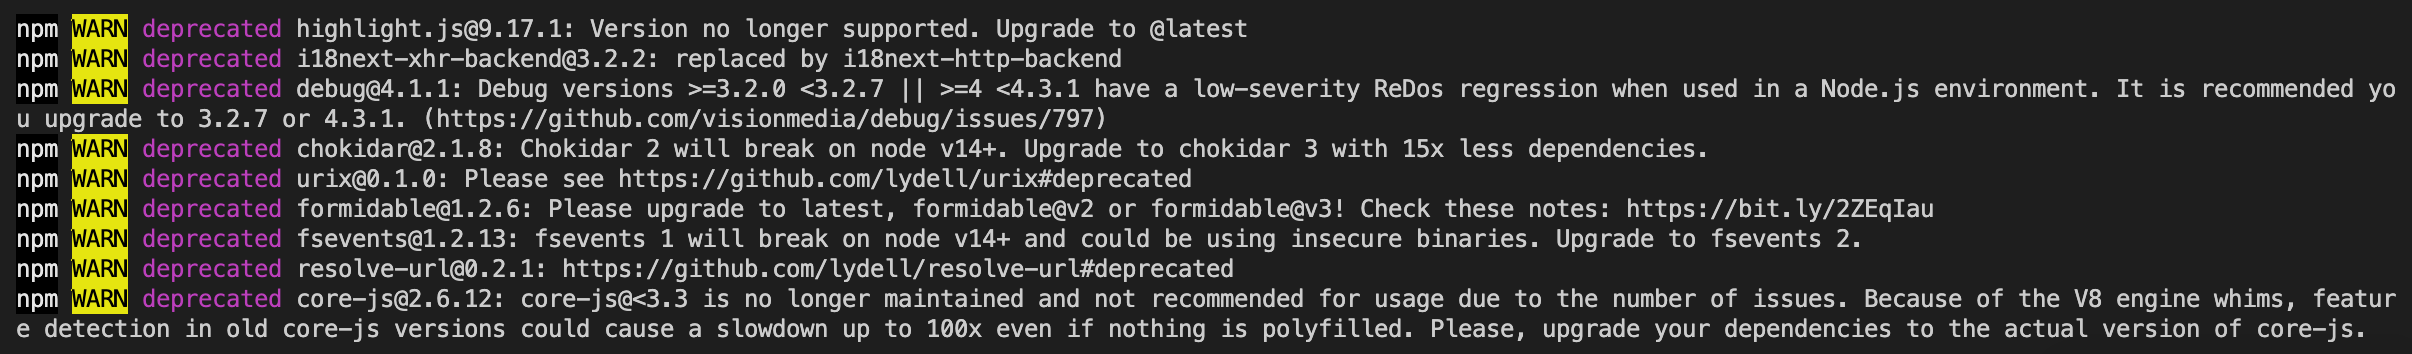 npm WARN deprecated highlight.js@9.17.1: Version no longer supported. Upgrade to @latest
npm WARN deprecated i18next-xhr-backend@3.2.2: replaced by i18next-http-backend
npm WARN deprecated debug@4.1.1: Debug versions >=3.2.0 <3.2.7 || >=4 <4.3.1 have a low-severity ReDos regression when used in a Node.js environment. It is recommended yo
u upgrade to 3.2.7 or 4.3.1. (https://github.com/visionmedia/debug/issues/797)
npm WARN deprecated chokidar@2.1.8: Chokidar 2 will break on node v14+. Upgrade to chokidar 3 with 15x less dependencies.
npm WARN deprecated urix@0.1.0: Please see https://github.com/lydell/urix#deprecated
npm WARN deprecated formidable@1.2.6: Please upgrade to latest, formidable@v2 or formidable@v3! Check these notes: https://bit.ly/2ZEqIau
npm WARN deprecated fsevents@1.2.13: fsevents 1 will break on node v14+ and could be using insecure binaries. Upgrade to fsevents 2.
npm WARN deprecated resolve-url@0.2.1: https://github.com/lydell/resolve-url#deprecated
npm WARN deprecated core-js@2.6.12: core-js@<3.3 is no longer maintained and not recommended for usage due to the number of issues. Because of the V8 engine whims, featur
e detection in old core-js versions could cause a slowdown up to 100x even if nothing is polyfilled. Please, upgrade your dependencies to the actual version of core-js.